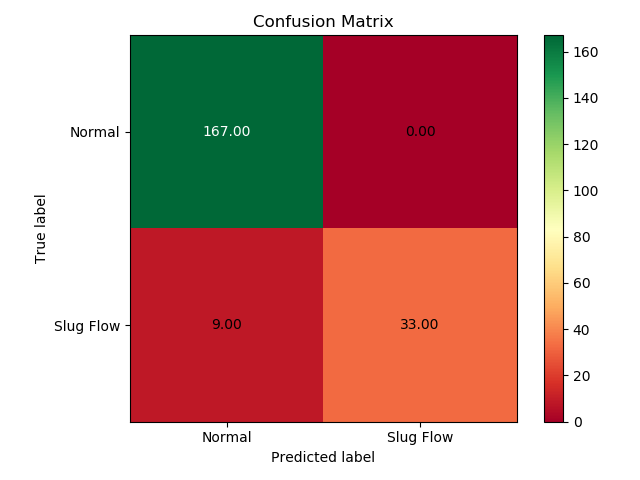 Confusion Matrix
Normal
167.00
0.00
True label
Slug Flow
9.00
33.00
Normal
Slug Flow
Predicted label
160
140
120
100
80
60
40
20
0